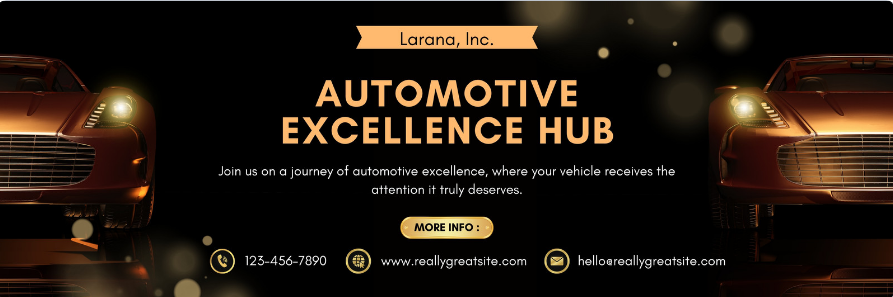 Larana, Inc.
AUTOMOTIVE
EXCELLENCE HUB
Join us on a journey of automotive excellence, where your vehicle receives the
attention it truly deserves.
MORE INFO :
123-456-7890 www.reallygreatsite.com hello@reallygreatsite.com